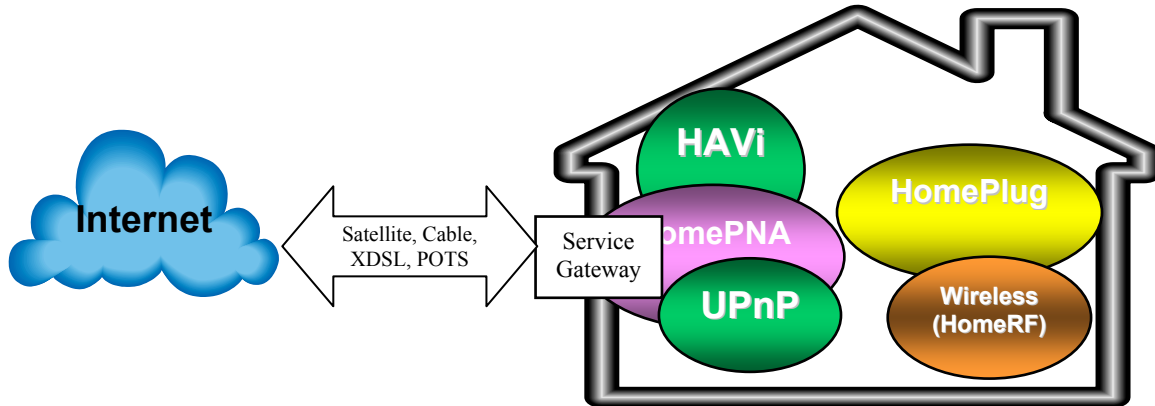 Internet
Satellite, Cable,
XDSL, POTS
Service
Gateway
HAVi
omePNA
UPnP
HomePlug
Wireless
(HomeRF)